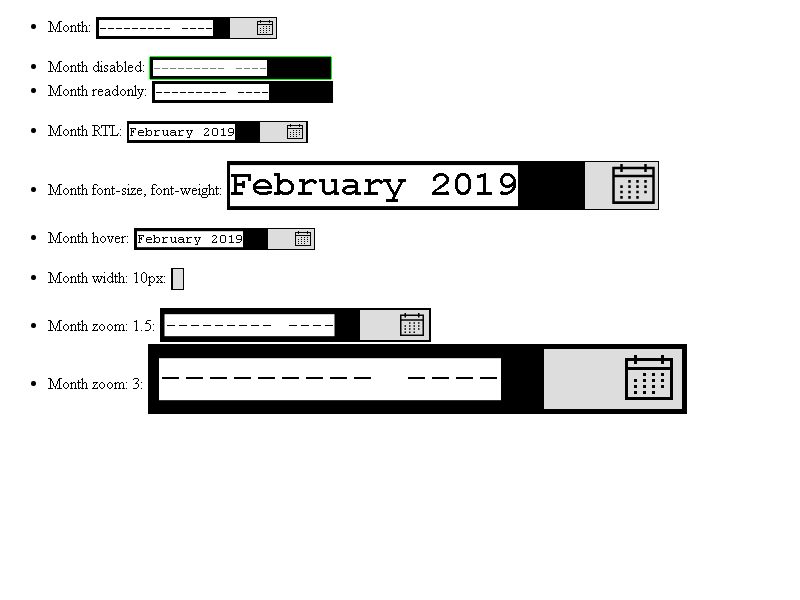 Month: --------- ----
Month disabled: --------- ----
Month readonly: --------- ----
Month RTL: February 2019
Month font-size, font-weight: February 2019
Month hover: February 2019
Month width: 10px:
Month zoom: 1.5: --------- ----
Month zoom: 3: --------- ----